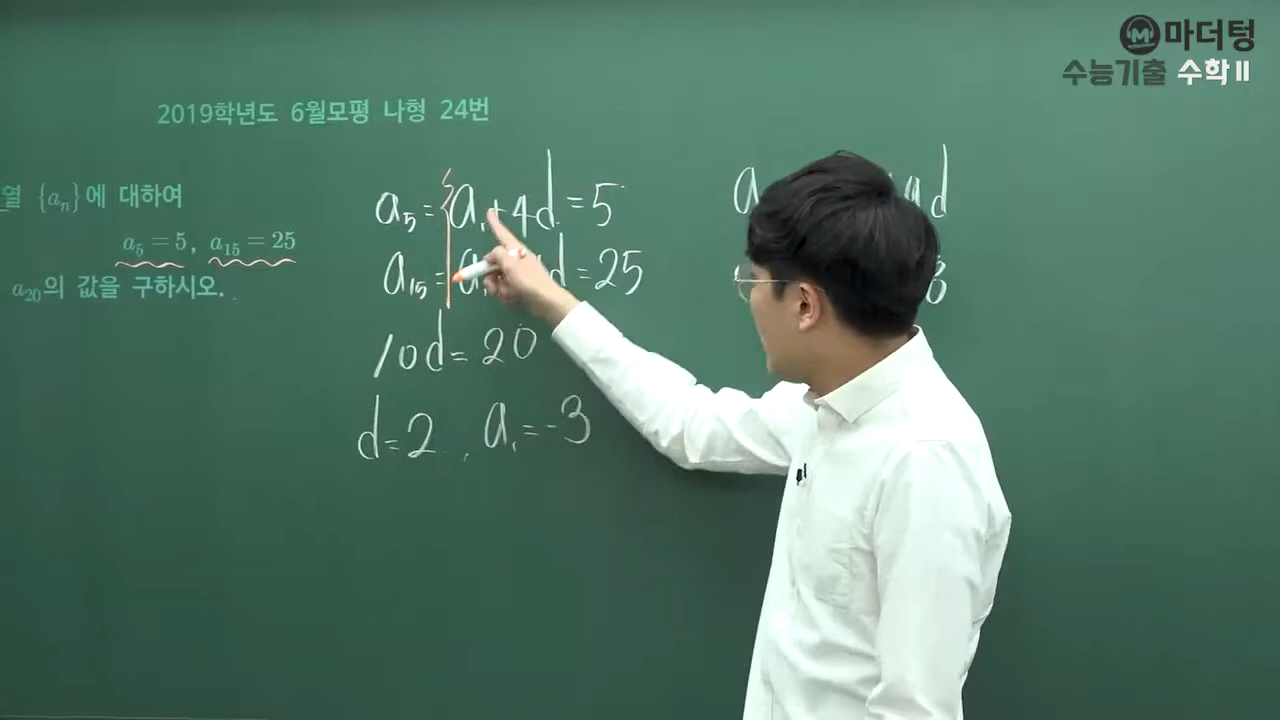 마더텅
수능기출 수학 II
2019학년도 6월모평 나형 24번
열 {aₙ}에 대하여
a₅ = 5, a₁₅ = 25
a₂₀의 값을 구하시오.
a₅ = a₁ + 4d = 5
a₁₅ = a₁ d = 25
10d = 20
d = 2, a₁ = -3
a d
8